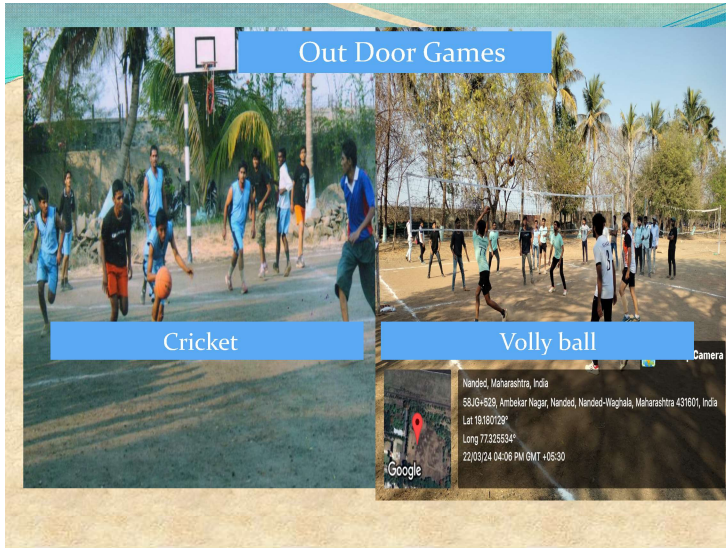 Out Door Games
Cricket
Volly ball
Camera
Nanded, Maharashtra, India
58JG+529, Ambekar Nagar, Nanded, Nanded-Waghala, Maharashtra 431601, India
Lat 19.180129°
Long 77.325534°
22/03/24 04:06 PM GMT +05:30
Google